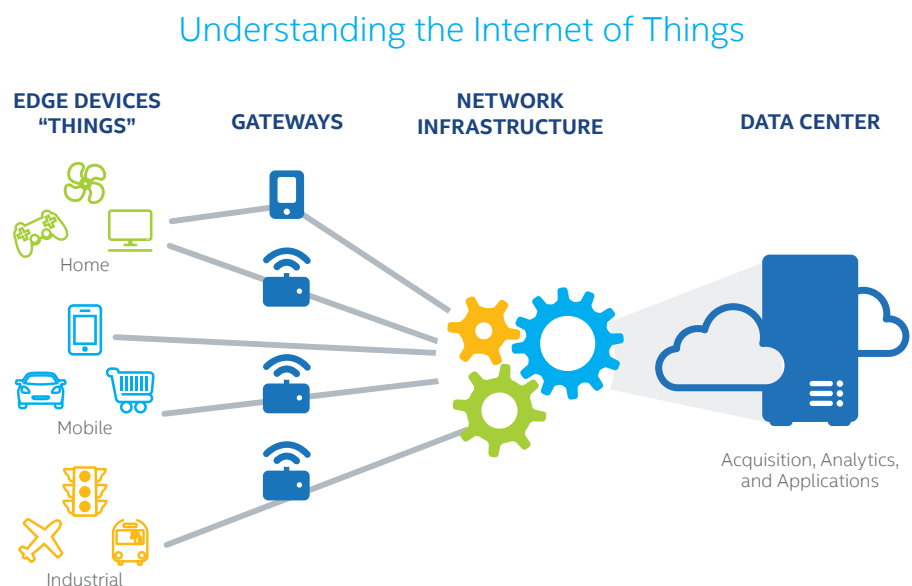 Understanding the Internet of Things
EDGE DEVICES
“THINGS”
GATEWAYS
NETWORK
INFRASTRUCTURE
DATA CENTER
Home
Mobile
Industrial
Acquisition, Analytics,
and Applications